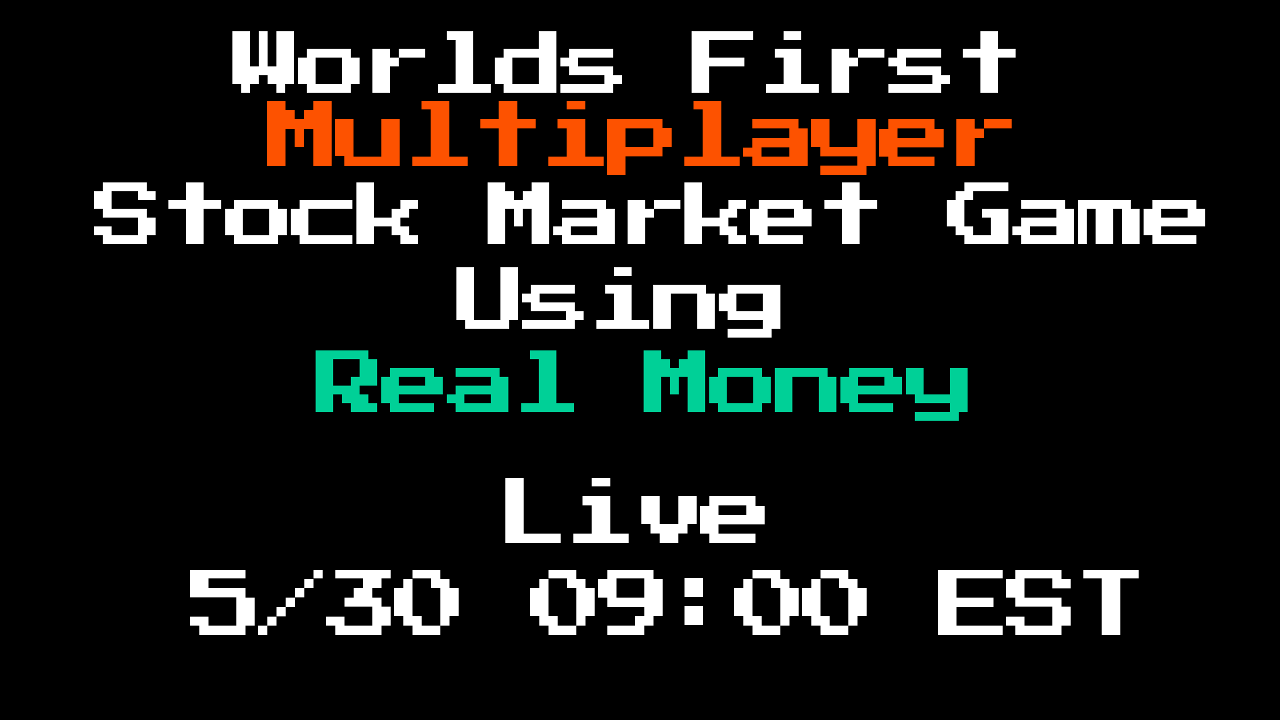 Worlds First
Multiplayer
Stock Market Game
Using
Real Money
Live
5/30 09:00 EST